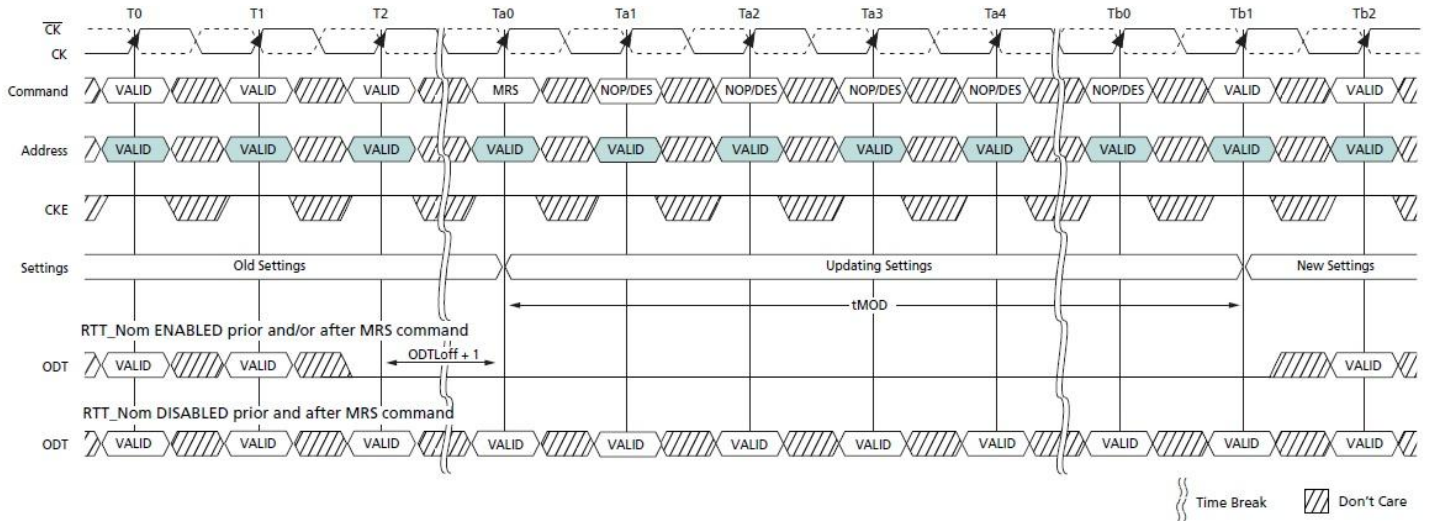 T0 T1 T2 Ta0 Ta1 Ta2 Ta3 Ta4 Tb0 Tb1 Tb2
CK
CK
Command VALID VALID VALID MRS NOP/DES NOP/DES NOP/DES NOP/DES NOP/DES VALID VALID
Address VALID VALID VALID VALID VALID VALID VALID VALID VALID VALID VALID
CKE
Settings Old Settings Updating Settings New Settings
tMOD
RTT_Nom ENABLED prior and/or after MRS command
ODTLoff + 1
ODT VALID VALID VALID
RTT_Nom DISABLED prior and after MRS command
ODT VALID VALID VALID VALID VALID VALID VALID VALID VALID VALID VALID
Time Break Don't Care